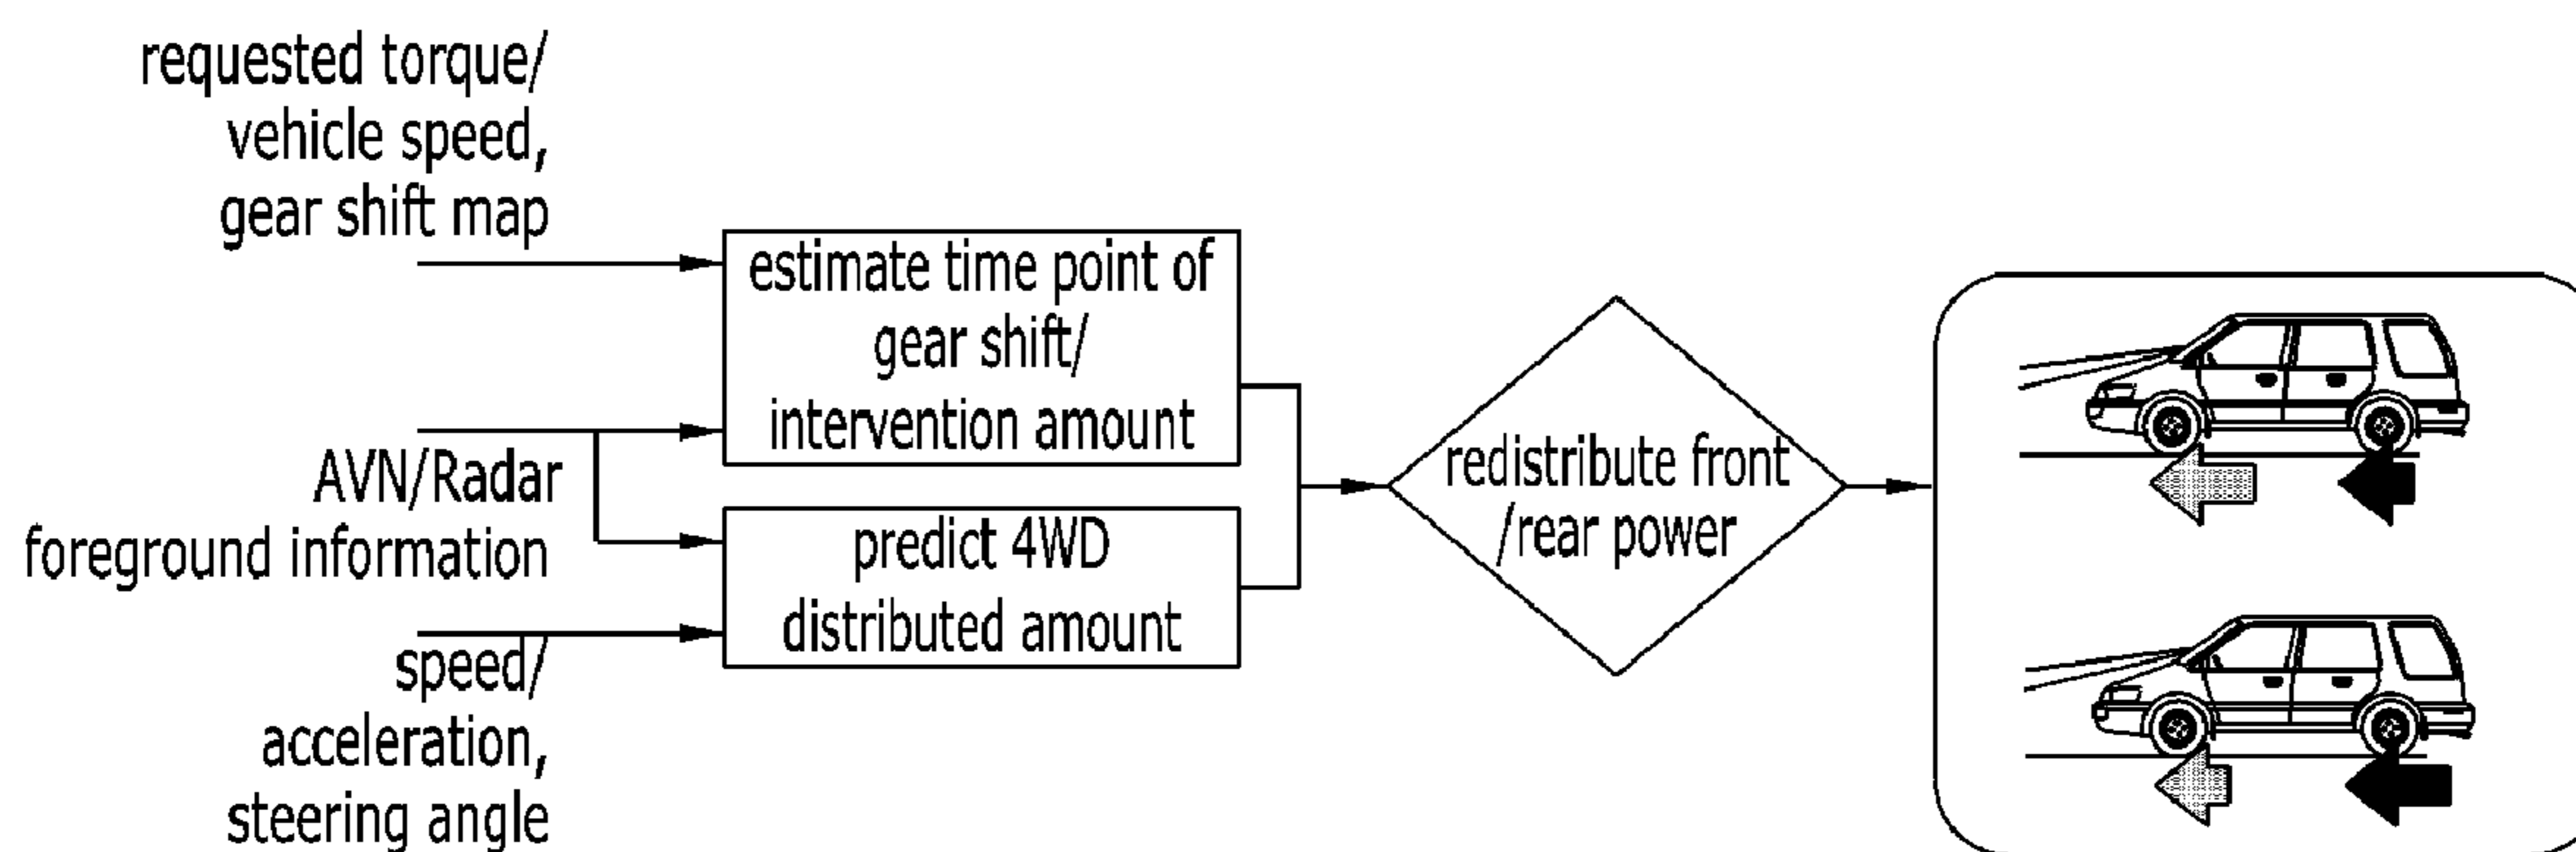 requested torque/
vehicle speed,
gear shift map
estimate time point of
gear shift/
intervention amount
AVN/Radar
foreground information
predict 4WD
distributed amount
speed/
acceleration,
steering angle
redistribute front
/rear power